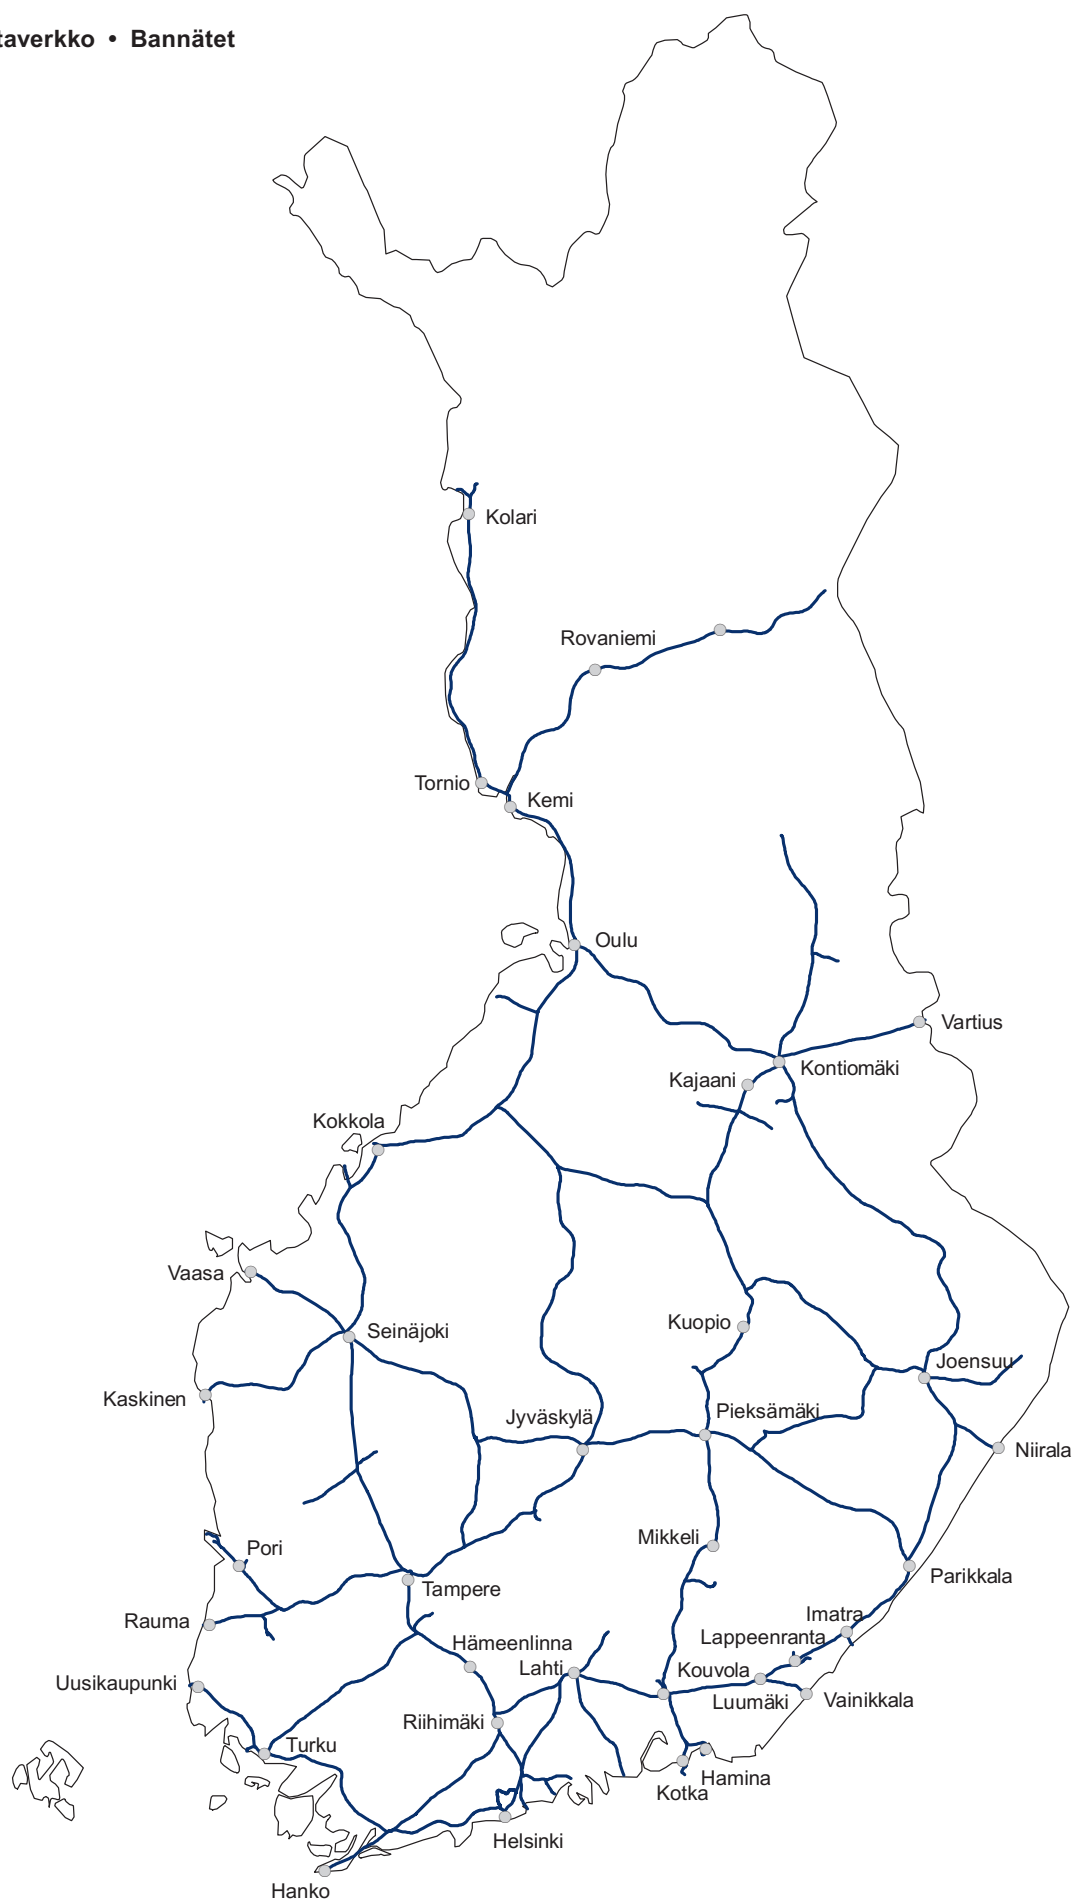 taverkko • Bannätet
Kolari
Rovaniemi
Tornio
Kemi
Oulu
Vartius
Kontiomäki
Kajaani
Kokkola
Vaasa
Seinäjoki
Kuopio
Joensuu
Kaskinen
Jyväskylä
Pieksämäki
Niirala
Mikkeli
Pori
Parikkala
Tampere
Imatra
Rauma
Lappeenranta
Hämeenlinna
Lahti
Kouvola
Uusikaupunki
Luumäki
Vainikkala
Riihimäki
Turku
Hamina
Kotka
Helsinki
Hanko